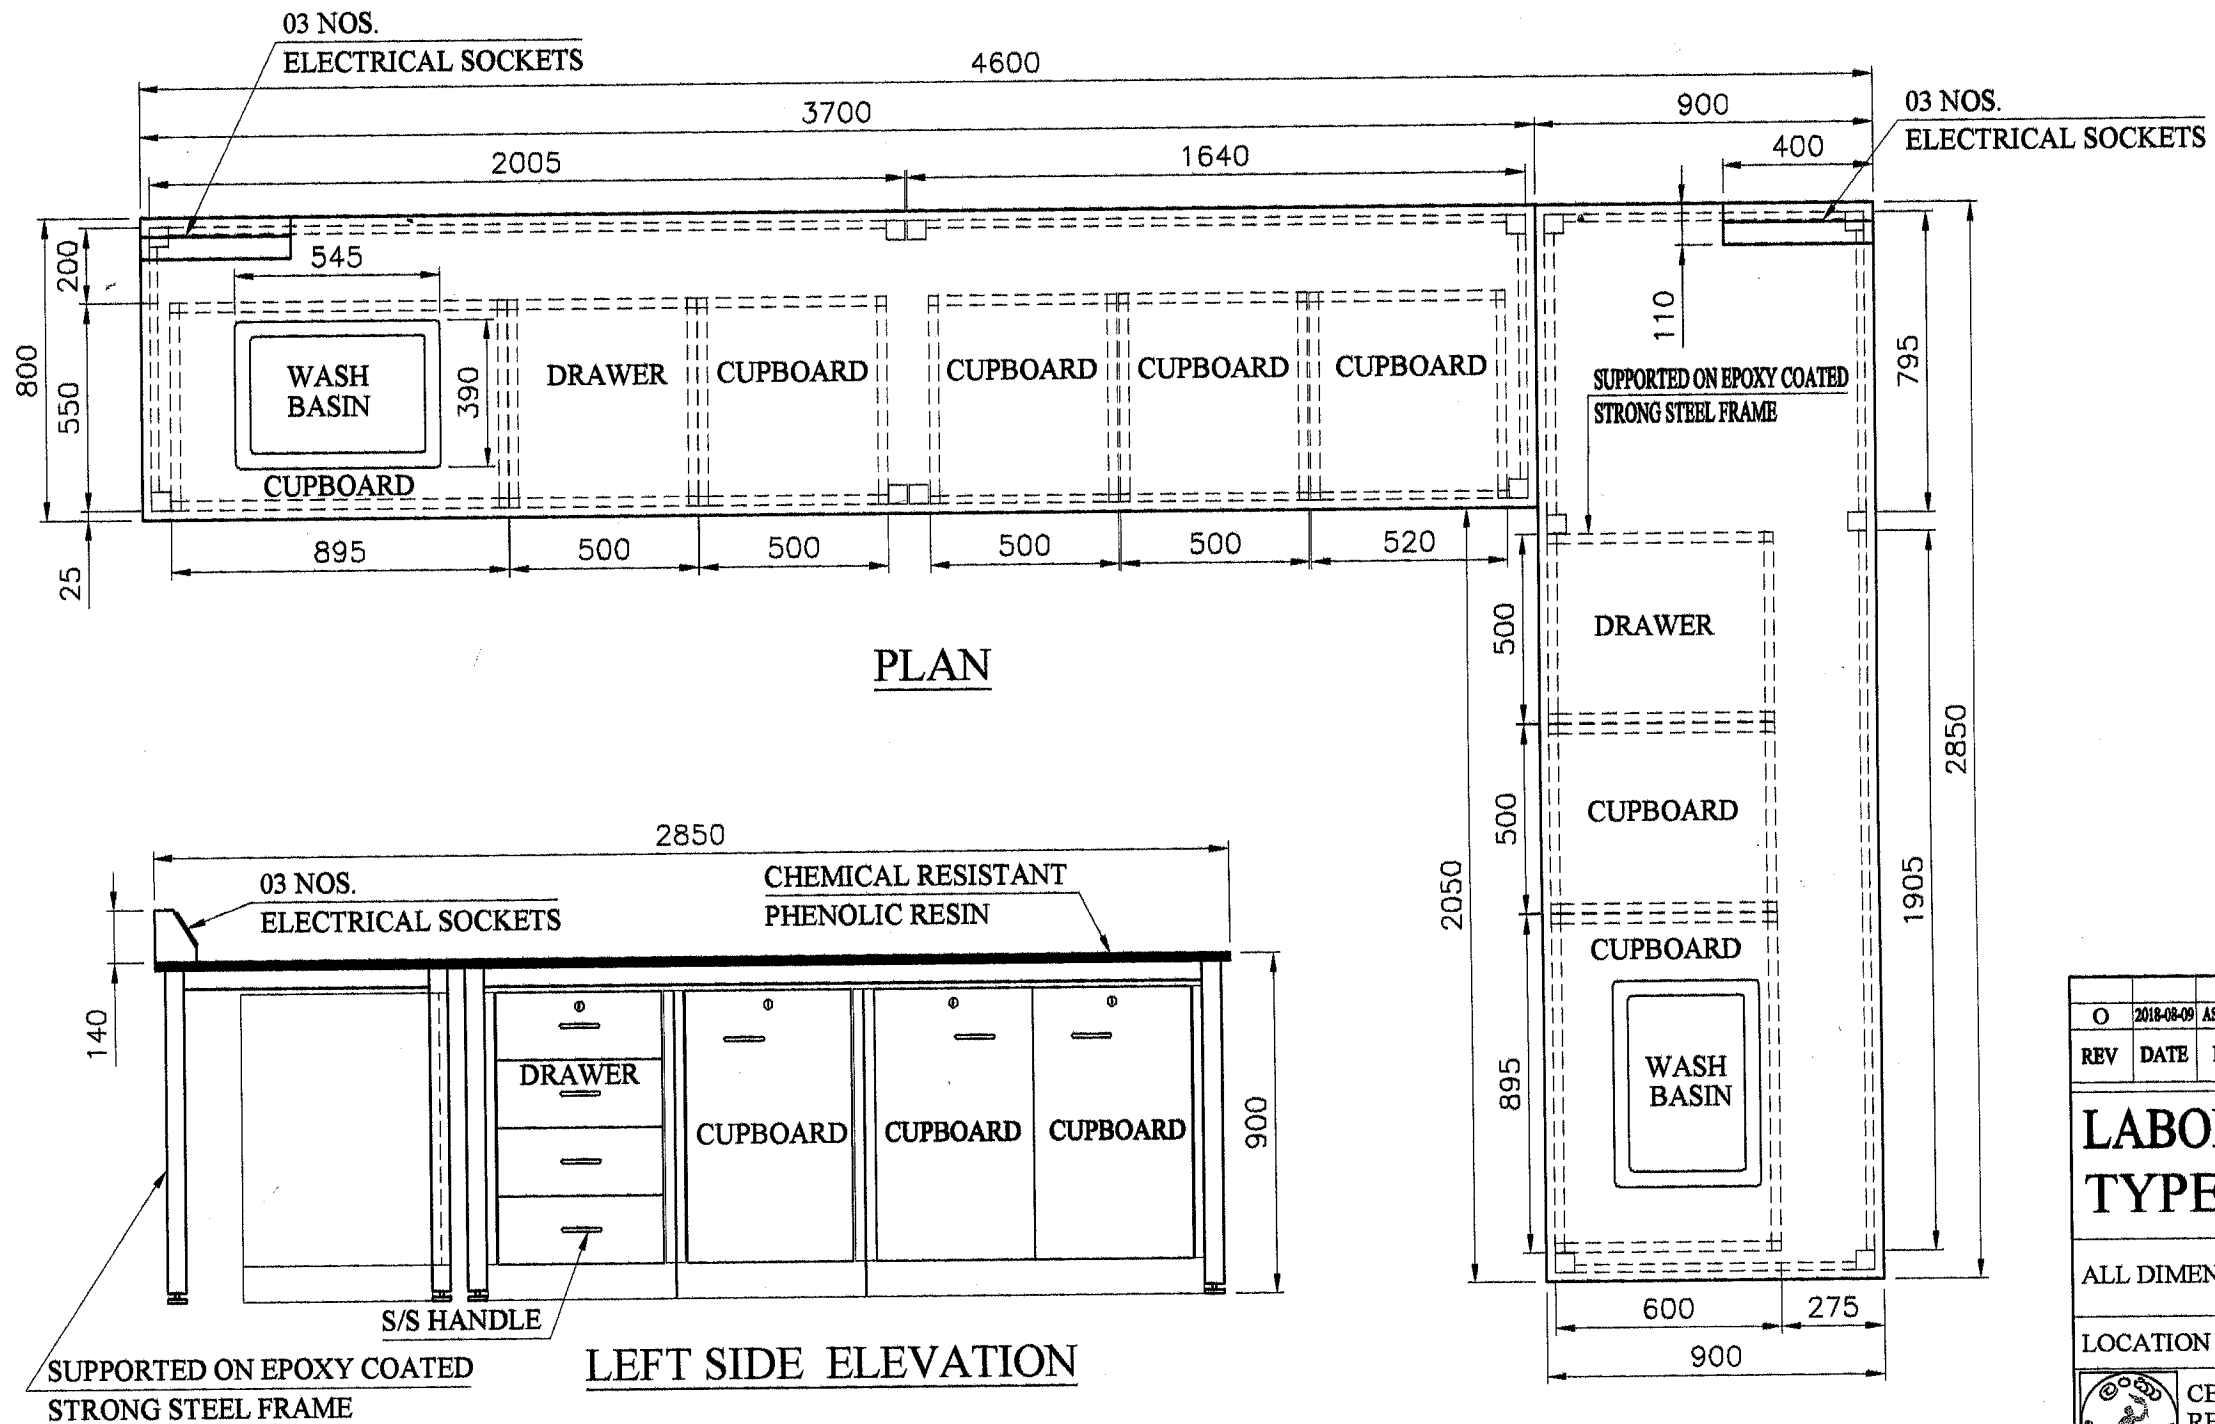 03 NOS.
ELECTRICAL SOCKETS
4600
3700
900
03 NOS.
ELECTRICAL SOCKETS
2005
1640
400
200
545
800
550
WASH
BASIN
390
CUPBOARD
DRAWER
CUPBOARD
CUPBOARD
CUPBOARD
CUPBOARD
110
795
SUPPORTED ON EPOXY COATED
STRONG STEEL FRAME
25
895
500
500
500
500
520
PLAN
500
DRAWER
500
CUPBOARD
2050
895
CUPBOARD
WASH
BASIN
1905
2850
600
275
900
2850
03 NOS.
ELECTRICAL SOCKETS
CHEMICAL RESISTANT
PHENOLIC RESIN
140
DRAWER
CUPBOARD
CUPBOARD
CUPBOARD
900
S/S HANDLE
SUPPORTED ON EPOXY COATED
STRONG STEEL FRAME
LEFT SIDE ELEVATION
O 2018-08-09
REV DATE
TYPE
LOCATION